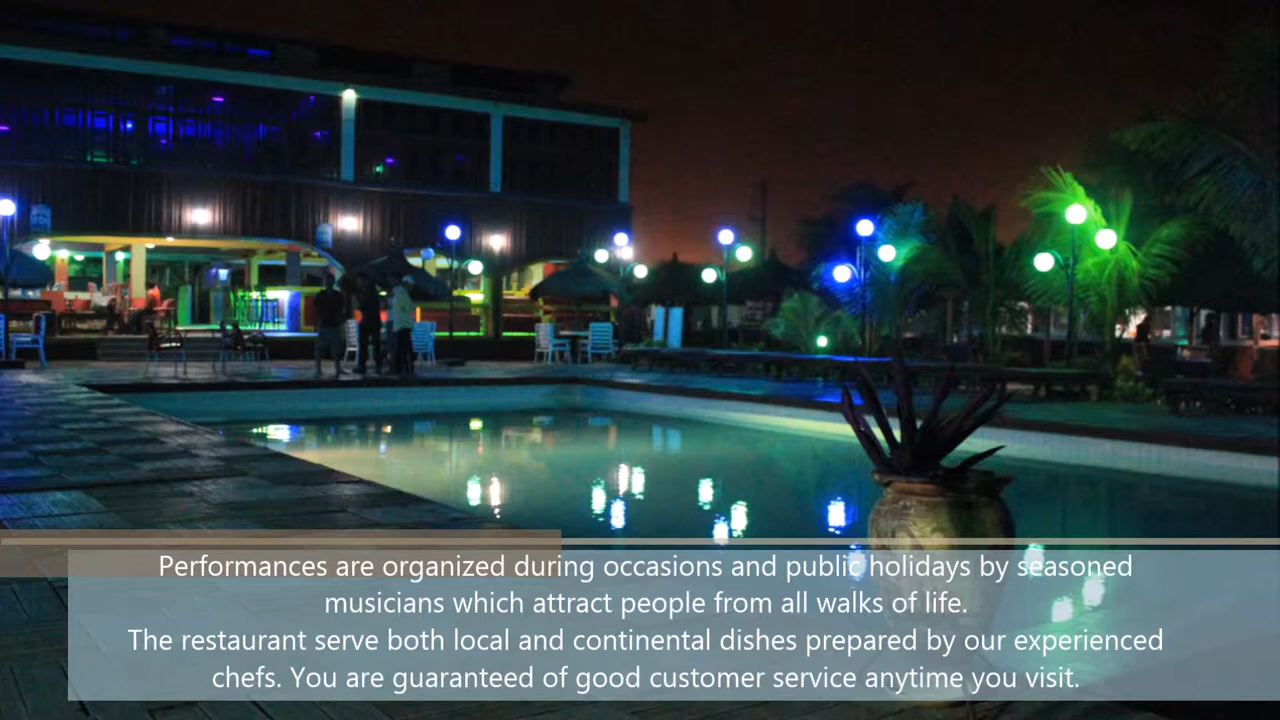 Performances are organized during occasions and public holidays by seasoned
musicians which attract people from all walks of life.
The restaurant serve both local and continental dishes prepared by our experienced
chefs. You are guaranteed of good customer service anytime you visit.